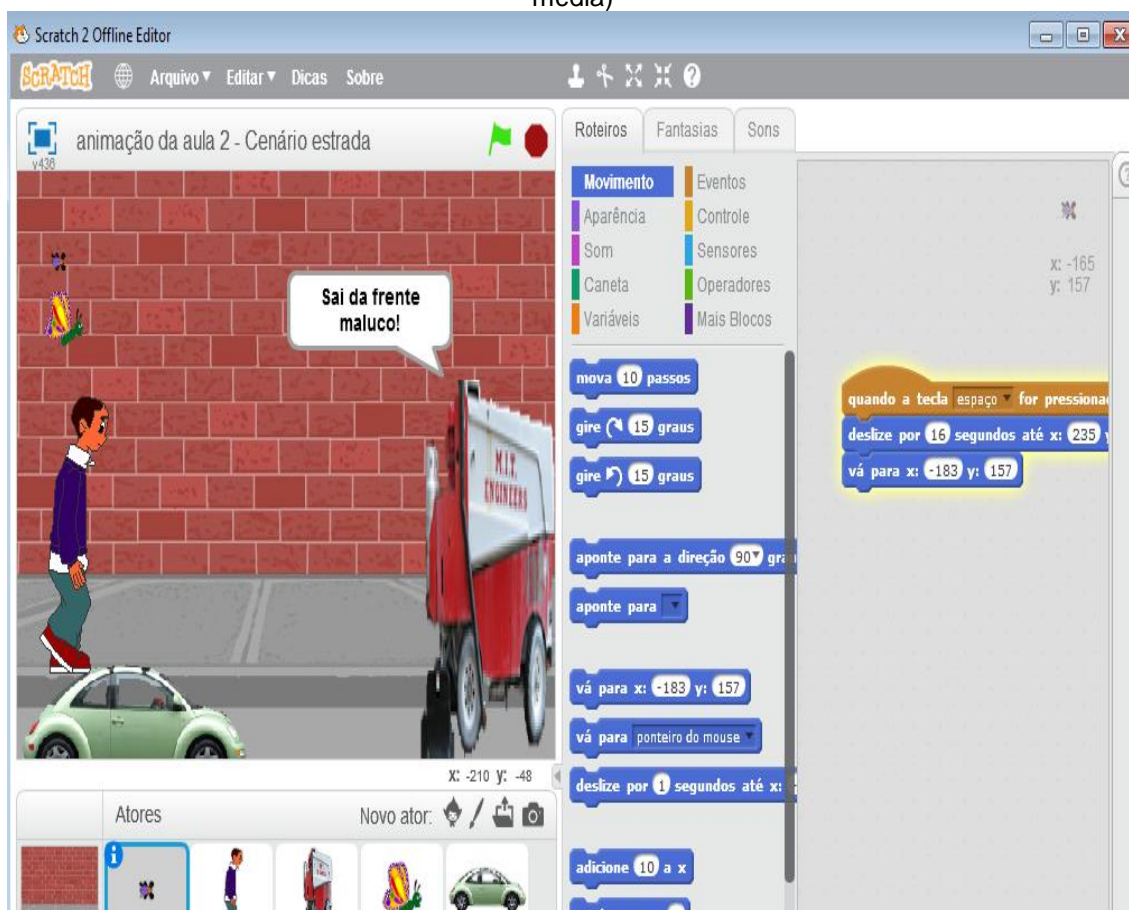 média)
Scratch 2 Offline Editor
SCRATCH Arquivo Editar Dicas Sobre
animação da aula 2 - Cenário estrada
v436
Sai da frente
maluco!
M.I.T.
ENGINEERS
x: -210 y: -48
Atores
Novo ator:
Roteiros Fantasias Sons
Movimento Eventos
Aparência Controle
Som Sensores
Caneta Operadores
Variáveis Mais Blocos
mova 10 passos
gire 15 graus
gire 15 graus
aponte para a direção 90
aponte para
vá para x: -183 y: 157
vá para ponteiro do mouse
deslize por 1 segundos até x:
adicione 10 a x
x: -165
y: 157
quando a tecla espaço for
deslize por 16 segundos até x: 235
vá para x: -183 y: 157